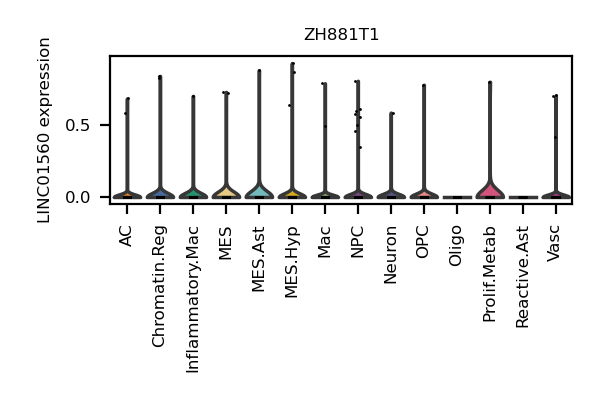 ZH881T1
LINC01560 expression
0.5
0.0
AC
Chromatin.Reg
Inflammatory.Mac
MES
MES.Ast
MES.Hyp
Mac
NPC
Neuron
OPC
Oligo
Prolif.Metab
Reactive.Ast
Vasc